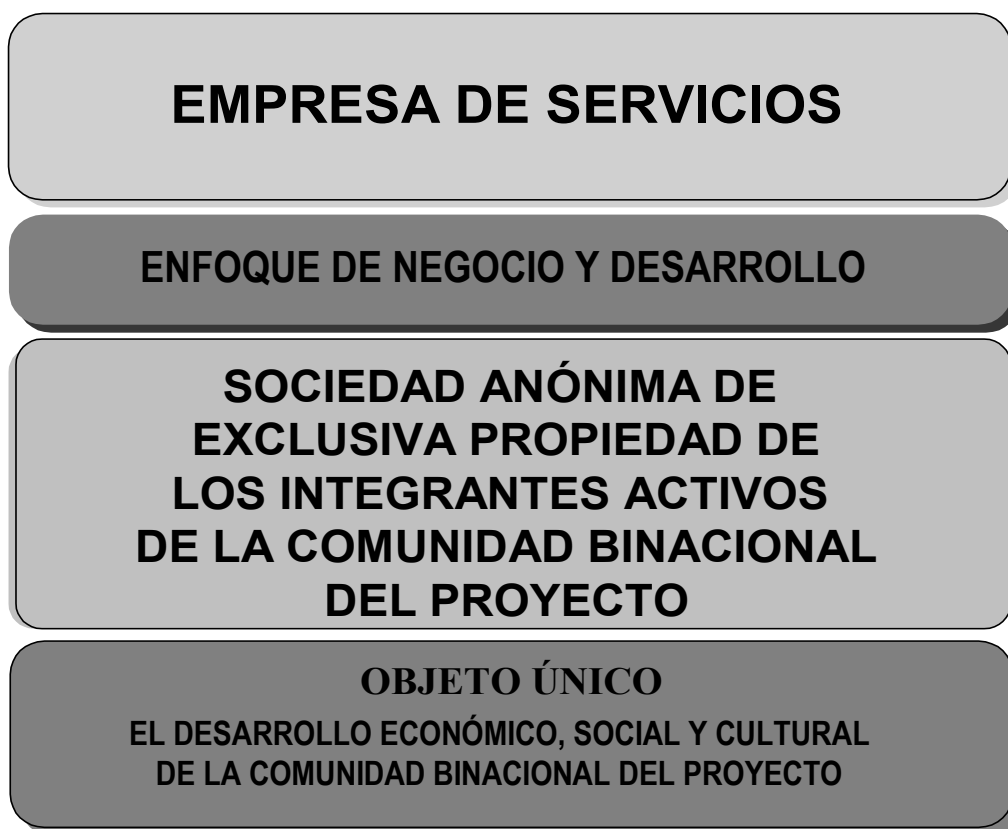 EMPRESA DE SERVICIOS
ENFOQUE DE NEGOCIO Y DESARROLLO
SOCIEDAD ANÓNIMA DE
EXCLUSIVA PROPIEDAD DE
LOS INTEGRANTES ACTIVOS
DE LA COMUNIDAD BINACIONAL
DEL PROYECTO
OBJETO ÚNICO
EL DESARROLLO ECONÓMICO, SOCIAL Y CULTURAL
DE LA COMUNIDAD BINACIONAL DEL PROYECTO